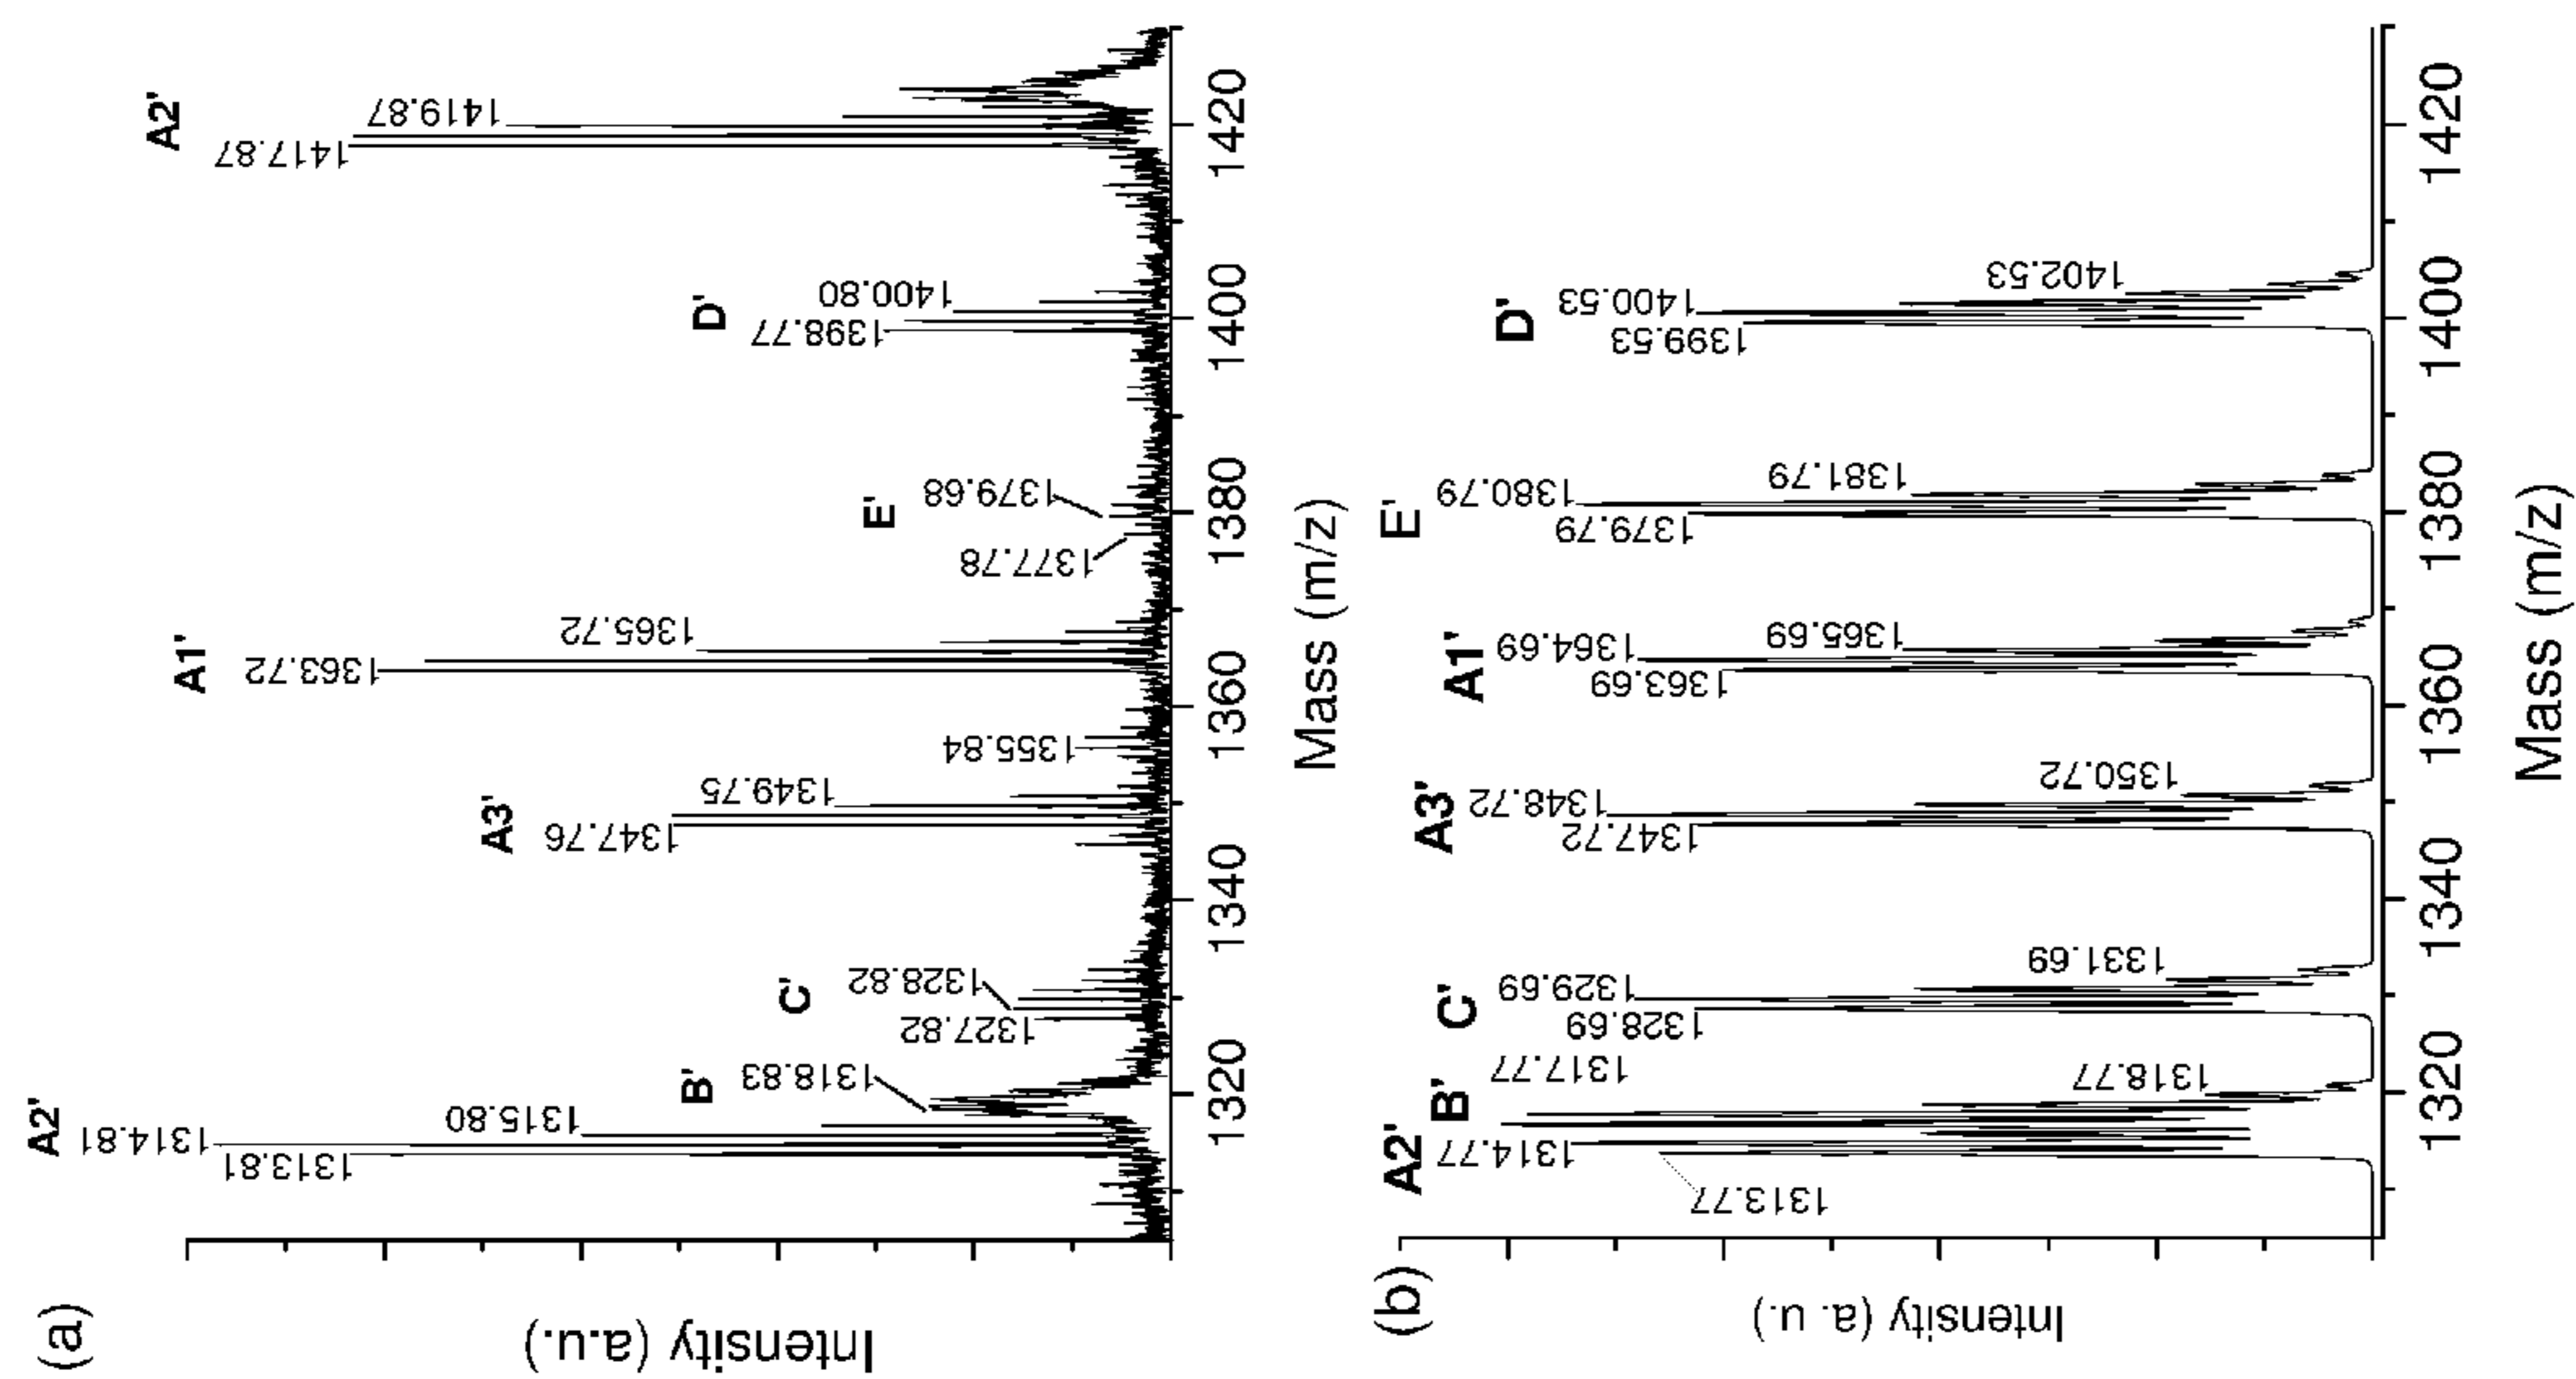 (a)
A2'
1314.81
1313.81
1315.80
B'
1318.83
C'
1328.82
1327.82
A3'
1349.75
1347.76
1355.84
A1'
1365.72
1363.72
E'
1379.68
1377.78
D'
1400.80
1398.77
A2'
1419.87
1417.87
Intensity (a.u.)
1320 1340 1360 1380 1400 1420
Mass (m/z)
(b)
A2'
B'
1317.77
1314.77
1313.77
1318.77
C'
1329.69
1328.69
1331.69
A3'
1348.72
1347.72
1350.72
A1'
1364.69
1363.69
1365.69
E'
1380.79
1379.79
1381.79
D'
1400.53
1399.53
1402.53
Intensity (a. u.)
1320 1340 1360 1380 1400 1420
Mass (m/z)